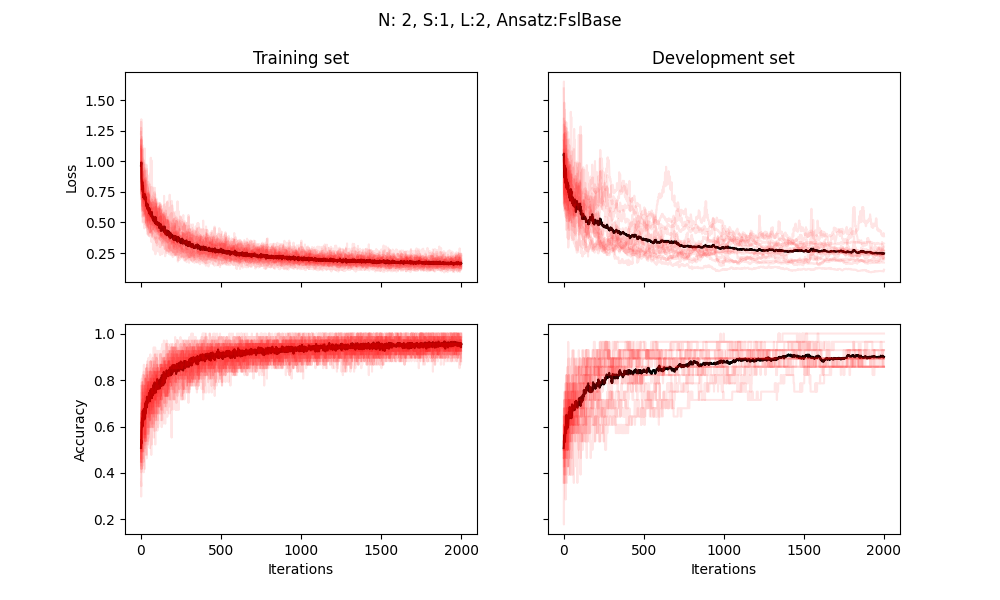 N: 2, S:1, L:2, Ansatz:FslBase
Training set
Development set
1.50
1.25
1.00
0.75
0.50
0.25
Loss
1.0
0.8
0.6
0.4
0.2
Accuracy
0 500 1000 1500 2000
0 500 1000 1500 2000
Iterations
Iterations